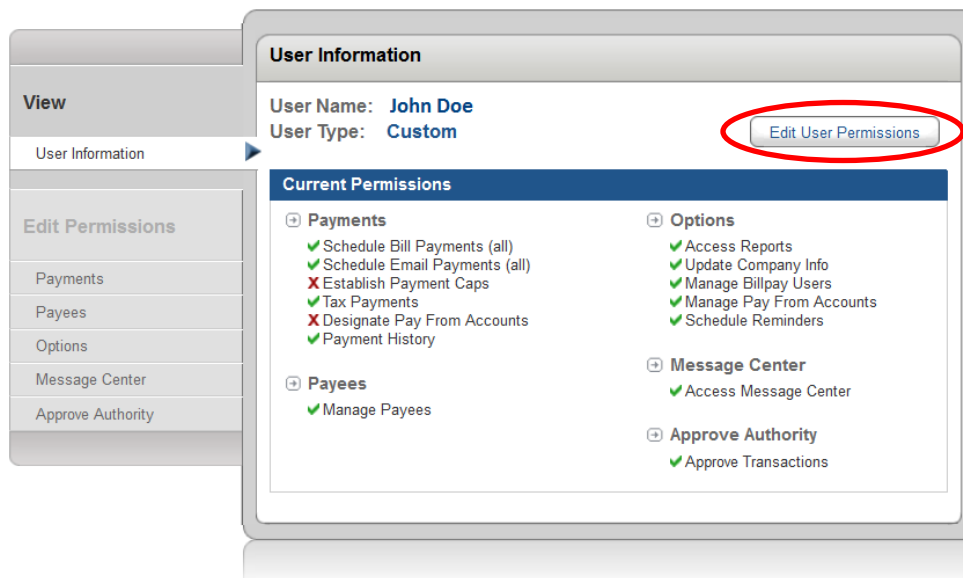 View
User Information
Edit Permissions
Payments
Payees
Options
Message Center
Approve Authority
User Information
User Name: John Doe
User Type: Custom
Edit User Permissions
Current Permissions
Payments
Schedule Bill Payments (all)
Schedule Email Payments (all)
X Establish Payment Caps
Tax Payments
X Designate Pay From Accounts
Payment History
Payees
Manage Payees
Options
Access Reports
Update Company Info
Manage Billpay Users
Manage Pay From Accounts
Schedule Reminders
Message Center
Access Message Center
Approve Authority
Approve Transactions